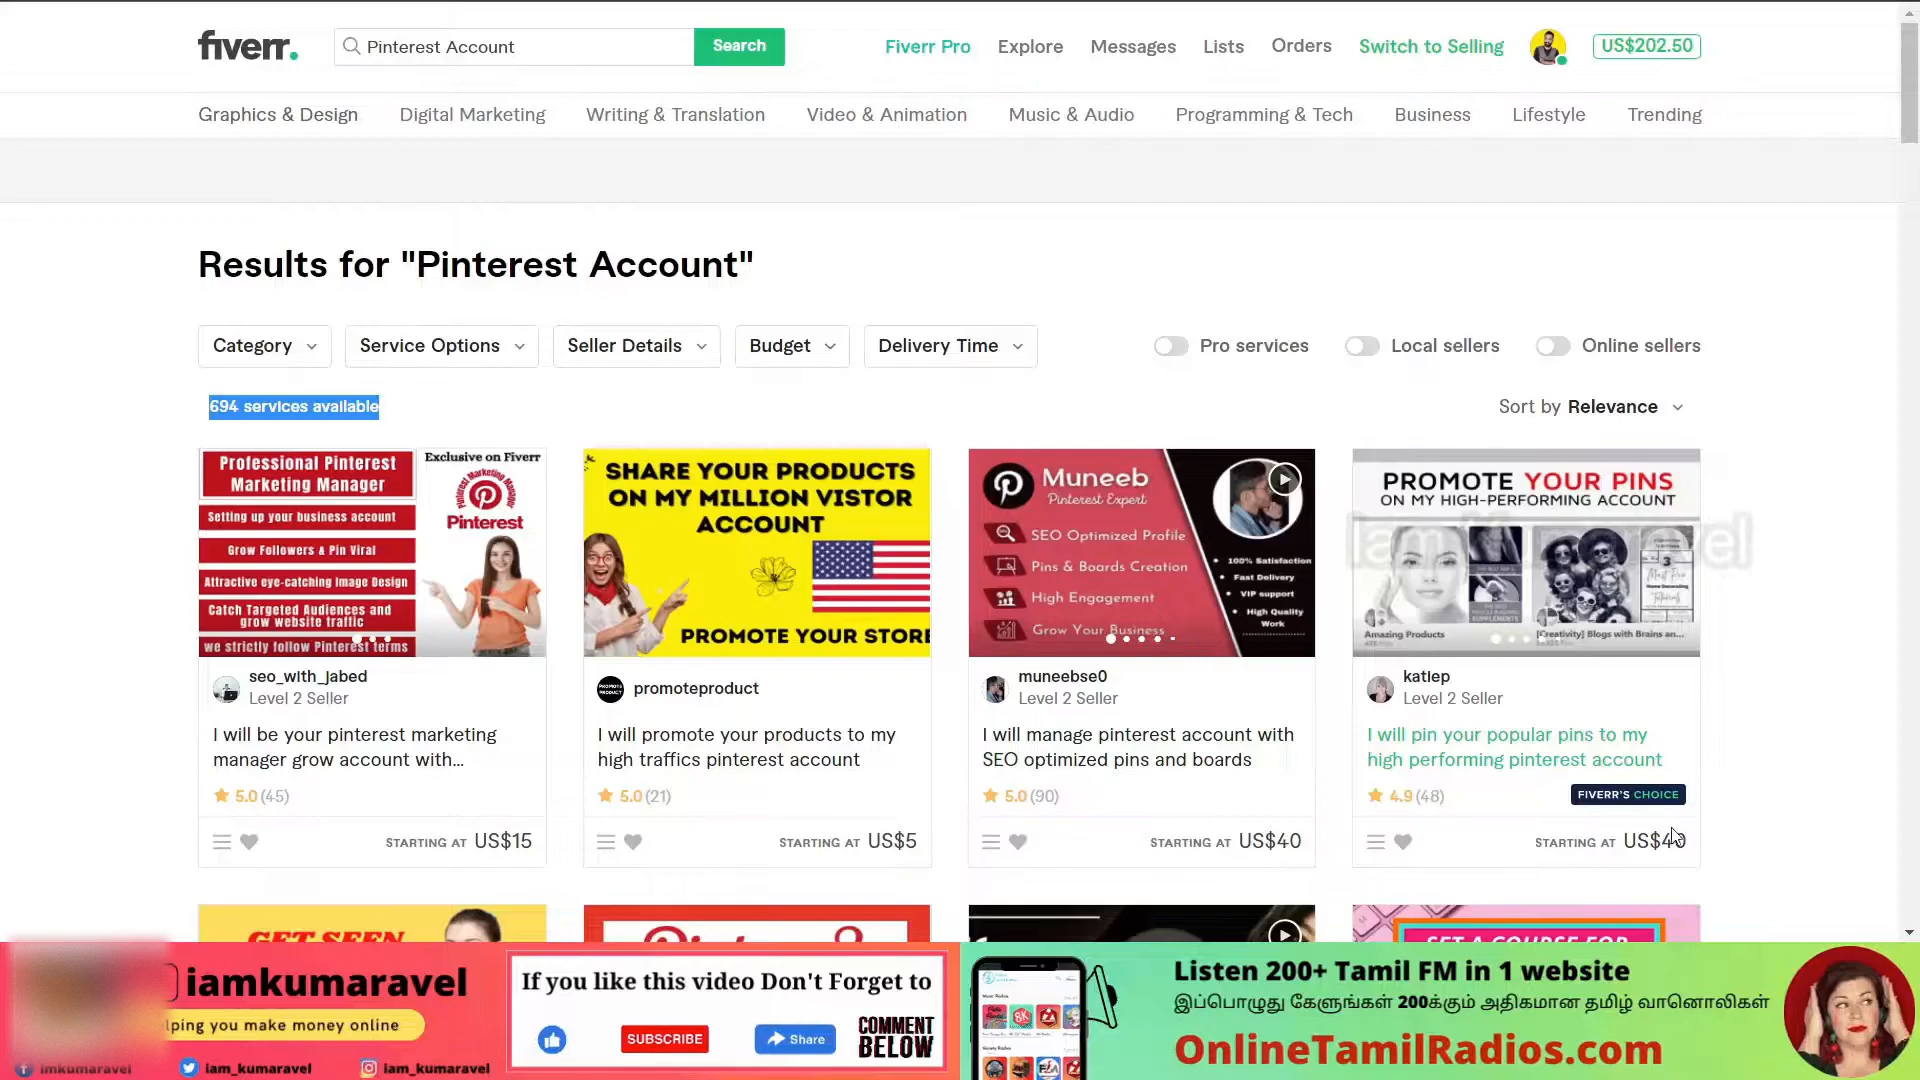 fiverr.
Pinterest Account
Search
Fiverr Pro
Explore
Messages
Lists
Orders
Switch to Selling
US$202.50
Graphics & Design
Digital Marketing
Writing & Translation
Video & Animation
Music & Audio
Programming & Tech
Business
Lifestyle
Trending
Results for "Pinterest Account"
Category
Service Options
Seller Details
Budget
Delivery Time
Pro services
Local sellers
Online sellers
694 services available
Sort by Relevance
Professional Pinterest
Marketing Manager
Setting up your business account
Grow Followers & Pin Viral
Attractive eye-catching Image Design
Catch Targeted Audiences and
grow website traffic
we strictly follow Pinterest terms
Exclusive on Fiverr
Pinterest Marketing Manager
Pinterest
SHARE YOUR PRODUCTS
ON MY MILLION VISTOR
ACCOUNT
PROMOTE YOUR STORE
Muneeb
Pinterest Expert
SEO Optimized Profile
Pins & Boards Creation
High Engagement
Grow Your Business
100% Satisfaction
Fast Delivery
VIP support
High Quality
Work
PROMOTE YOUR PINS
ON MY HIGH-PERFORMING ACCOUNT
Amazing Products
[Creativity] Blogs with Brains an...
seo_with_jabed
Level 2 Seller
I will be your pinterest marketing
manager grow account with...
5.0 (45)
STARTING AT US$15
promoteproduct
I will promote your products to my
high traffics pinterest account
5.0 (21)
STARTING AT US$5
muneebse0
Level 2 Seller
I will manage pinterest account with
SEO optimized pins and boards
5.0 (90)
STARTING AT US$40
katiep
Level 2 Seller
I will pin your popular pins to my
high performing pinterest account
4.9 (48)
FIVERR'S CHOICE
STARTING AT US$40
GET SEEN
iamkumaravel
lping you make money online
imkumaravel
iam_kumaravel
iam_kumaravel
If you like this video Don't Forget to
SUBSCRIBE
Share
COMMENT
BELOW
Listen 200+ Tamil FM in 1 website
இப்பொழுது கேளுங்கள் 200க்கும் அதிகமான தமிழ் வானொலிகள்
OnlineTamilRadios.com